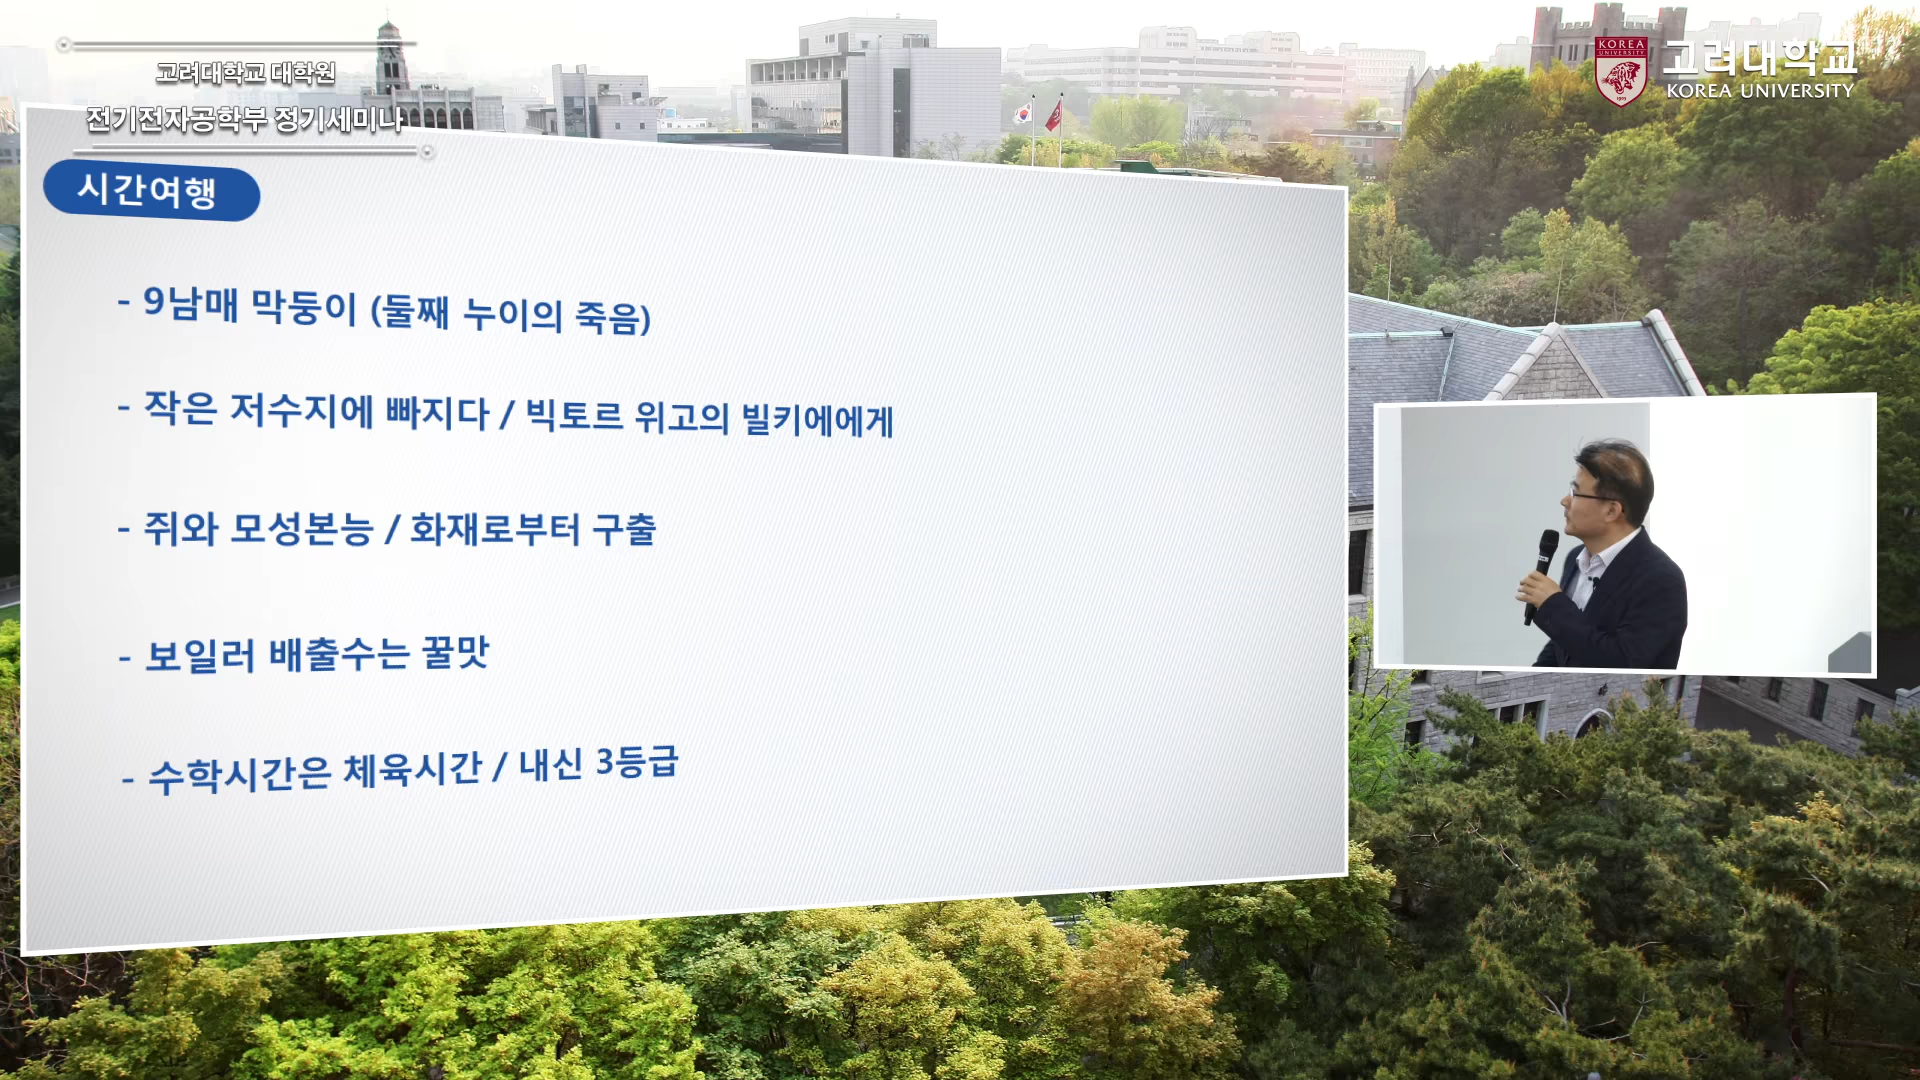 고려대학교 대학원
전기전자공학부 정기세미나
KOREA
UNIVERSITY
1905
고려대학교
KOREA UNIVERSITY
시간여행
- 9남매 막둥이 (둘째 누이의 죽음)
- 작은 저수지에 빠지다 / 빅토르 위고의 빌키에에게
- 쥐와 모성본능 / 화재로부터 구출
- 보일러 배출수는 꿀맛
- 수학시간은 체육시간 / 내신 3등급